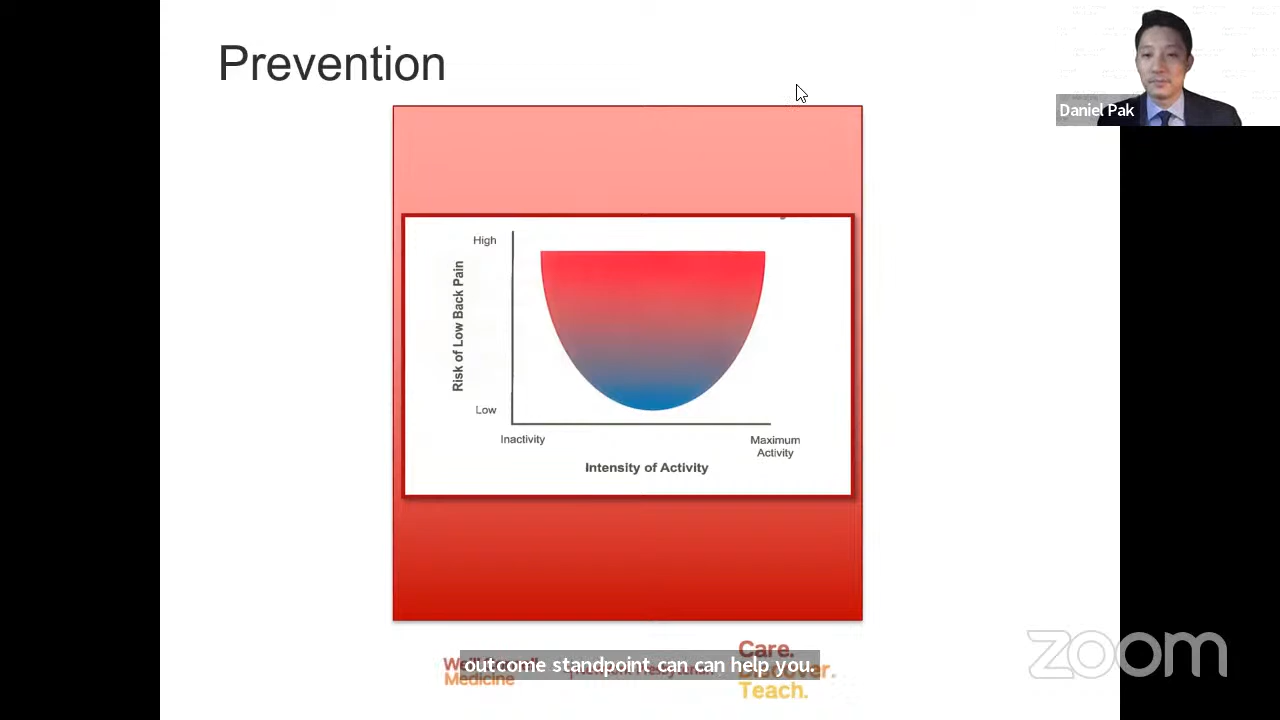 Prevention
Daniel Pak
High
Risk of Low Back Pain
Low
Inactivity
Maximum
Activity
Intensity of Activity
outcome standpoint can can help you.
Medicine
Care.
Discover.
Teach.
zoom